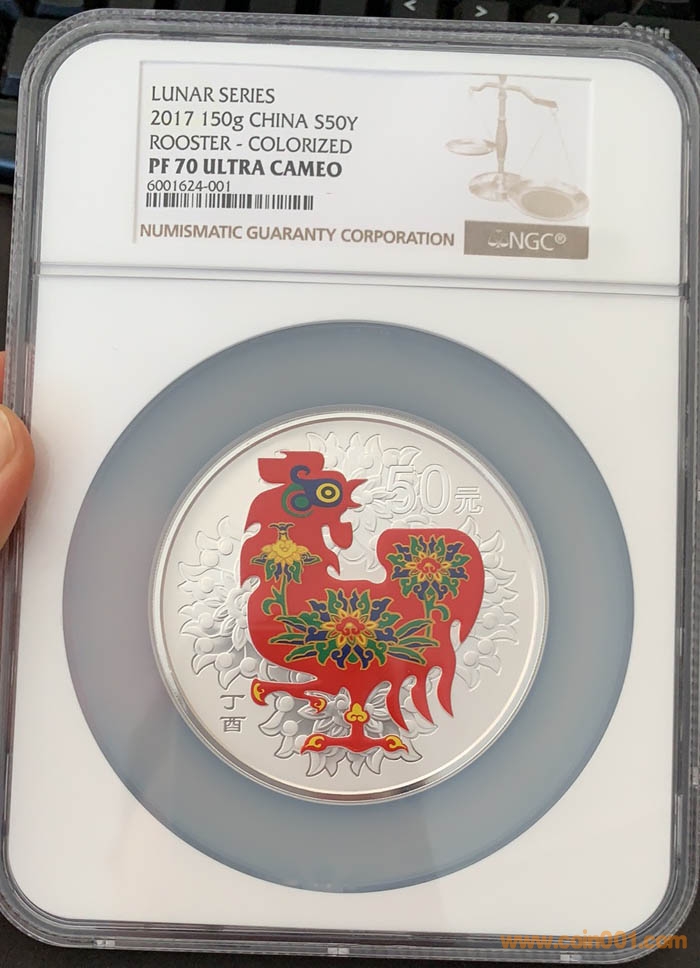 LUNAR SERIES
2017 150g CHINA S50Y
ROOSTER - COLORIZED
PF 70 ULTRA CAMEO
6001624-001
NUMISMATIC GUARANTY CORPORATION
NGC®
50元
丁
酉
www.coin001.com